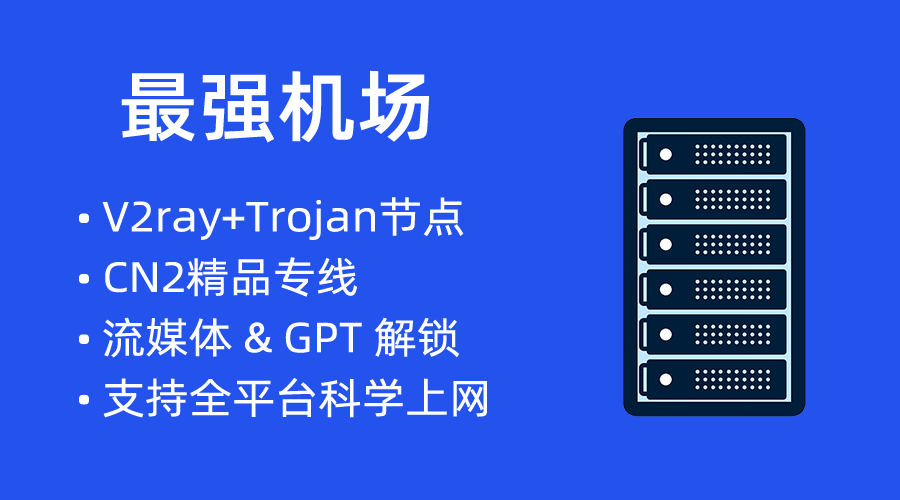 最强机场
• V2ray+Trojan节点
• CN2精品专线
• 流媒体 & GPT 解锁
• 支持全平台科学上网